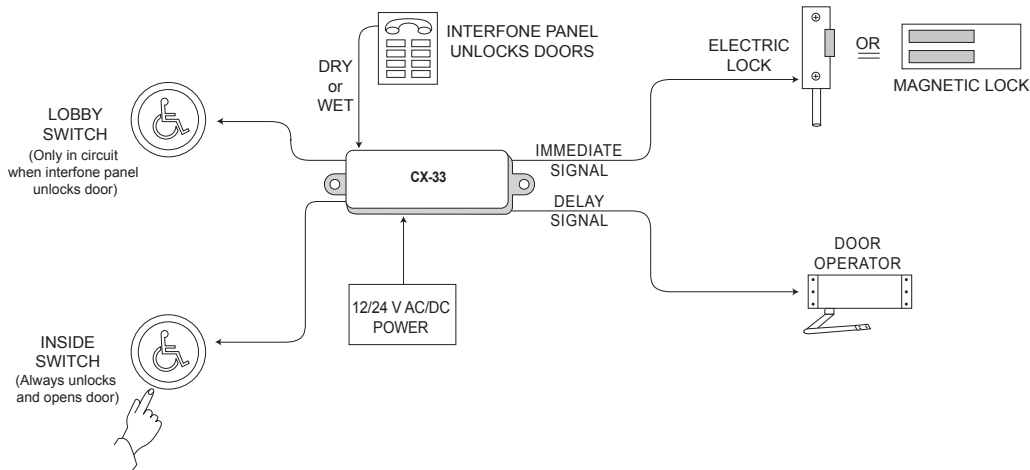 INTERFONE PANEL
UNLOCKS DOORS
DRY
or
WET
ELECTRIC
LOCK
OR
MAGNETIC LOCK
LOBBY
SWITCH
(Only in circuit
when interfone panel
unlocks door)
CX-33
IMMEDIATE
SIGNAL
DELAY
SIGNAL
DOOR
OPERATOR
12/24 V AC/DC
POWER
INSIDE
SWITCH
(Always unlocks
and opens door)